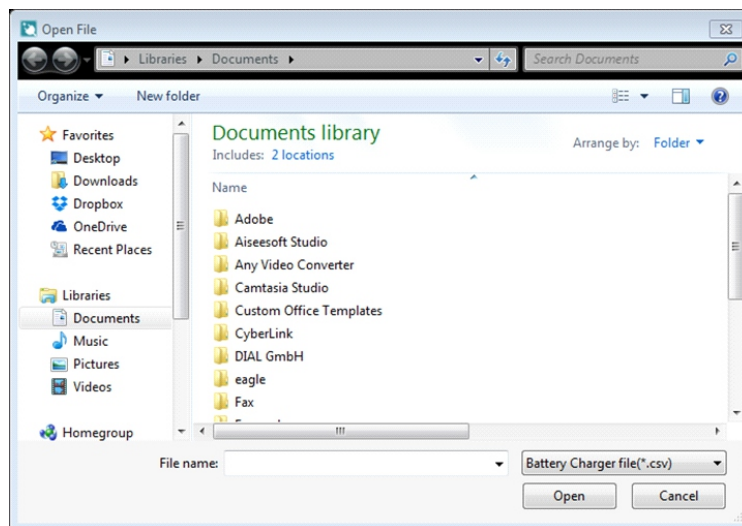 Open File
Libraries Documents
Search Documents
Organize New folder
Favorites
Desktop
Downloads
Dropbox
OneDrive
Recent Places
Libraries
Documents
Music
Pictures
Videos
Homegroup
Documents library
Includes: 2 locations
Arrange by: Folder
Name
Adobe
Aiseesoft Studio
Any Video Converter
Camtasia Studio
Custom Office Templates
CyberLink
DIAL GmbH
eagle
Fax
File name:
Battery Charger file(*.csv)
Open Cancel